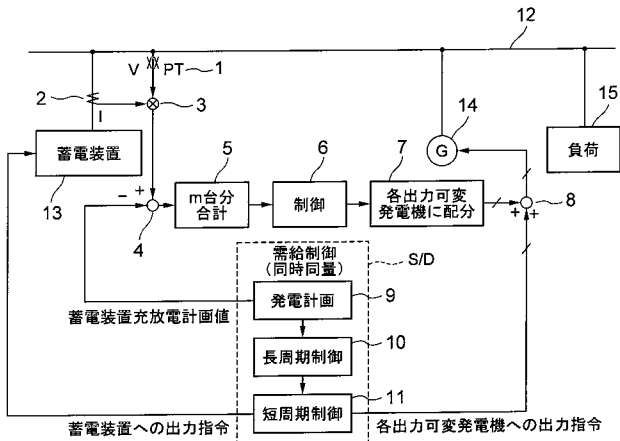 12
V
PT
1
2
3
I
14
15
G
蓄電装置
13
5
6
7
負荷
+
−
4
m台分
合計
制御
各出力可変
発電機に配分
+
+
8
需給制御
(同時同量)
S/D
発電計画
9
蓄電装置充放電計画値
長周期制御
10
短周期制御
11
蓄電装置への出力指令
各出力可変発電機への出力指令